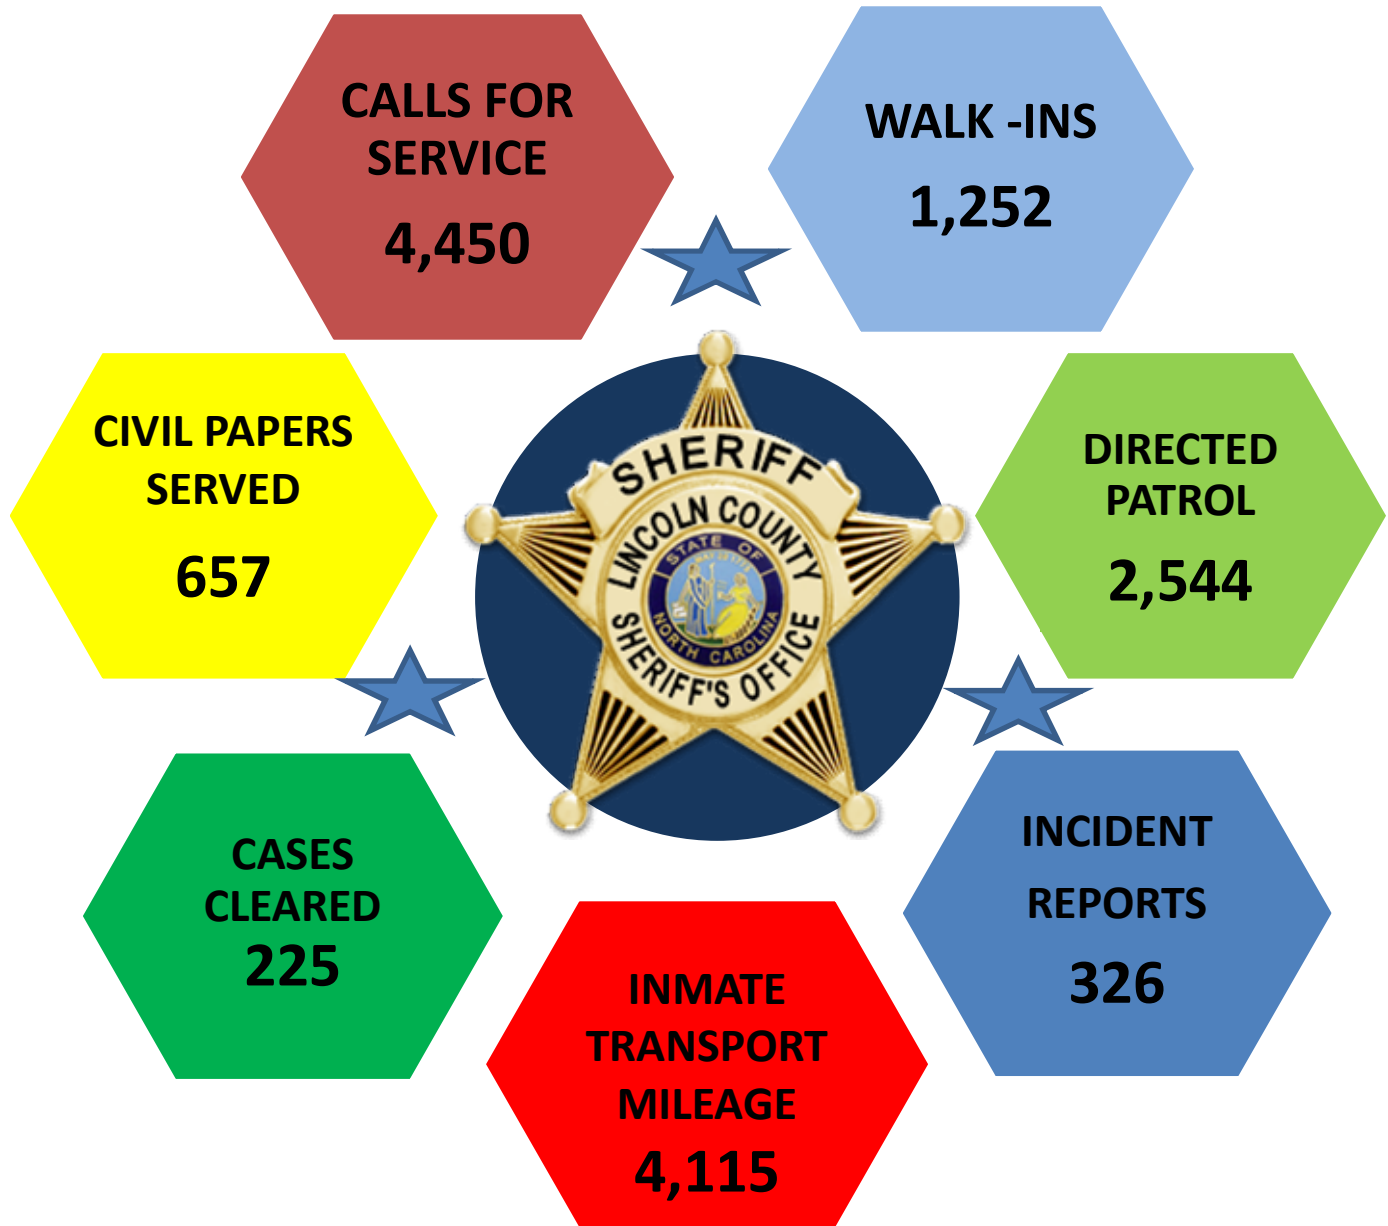 CALLS FOR
SERVICE
4,450
WALK -INS
1,252
CIVIL PAPERS
SERVED
657
SHERIFF
LINCOLN COUNTY
STATE OF
NORTH CAROLINA
SHERIFF'S OFFICE
DIRECTED
PATROL
2,544
CASES
CLEARED
225
INMATE
TRANSPORT
MILEAGE
4,115
INCIDENT
REPORTS
326